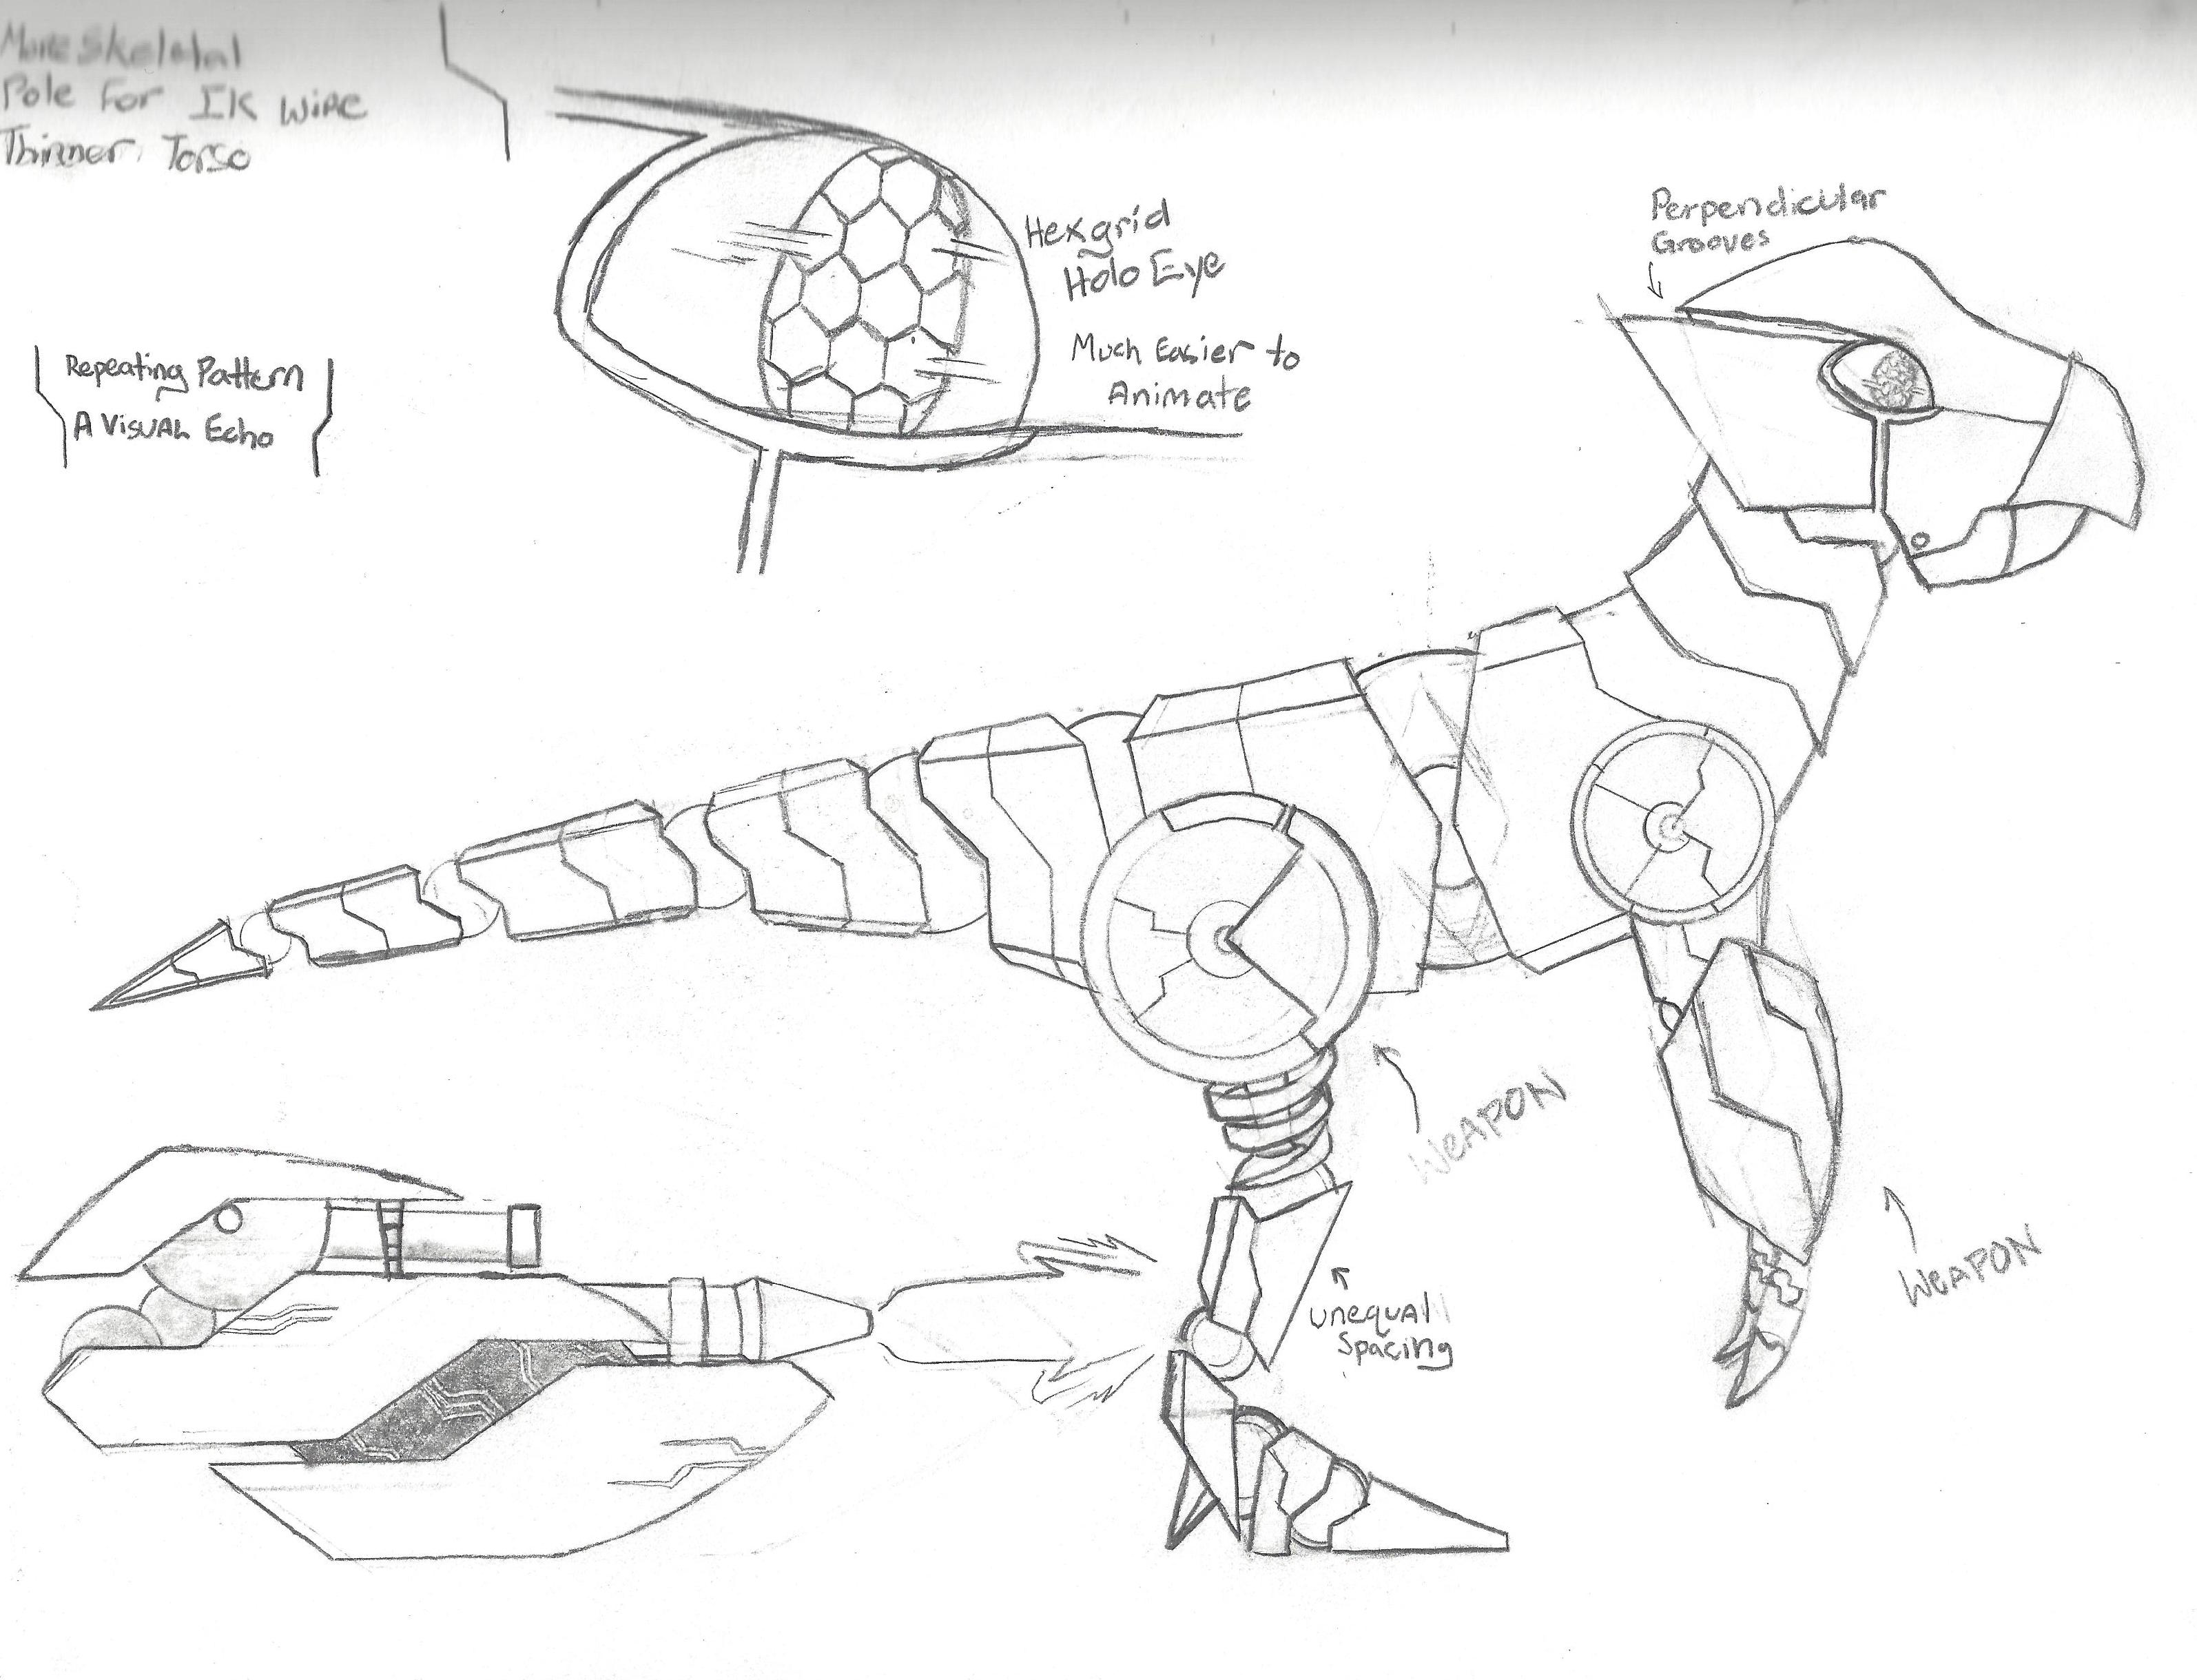 More Skeletal
Pole For IK Wire
Thinner Torso
Repeating Pattern
A Visual Echo
Hexgrid
Holo Eye
Much Easier to
Animate
Perpendicular
Grooves
WEAPON
WEAPON
Unequal
Spacing